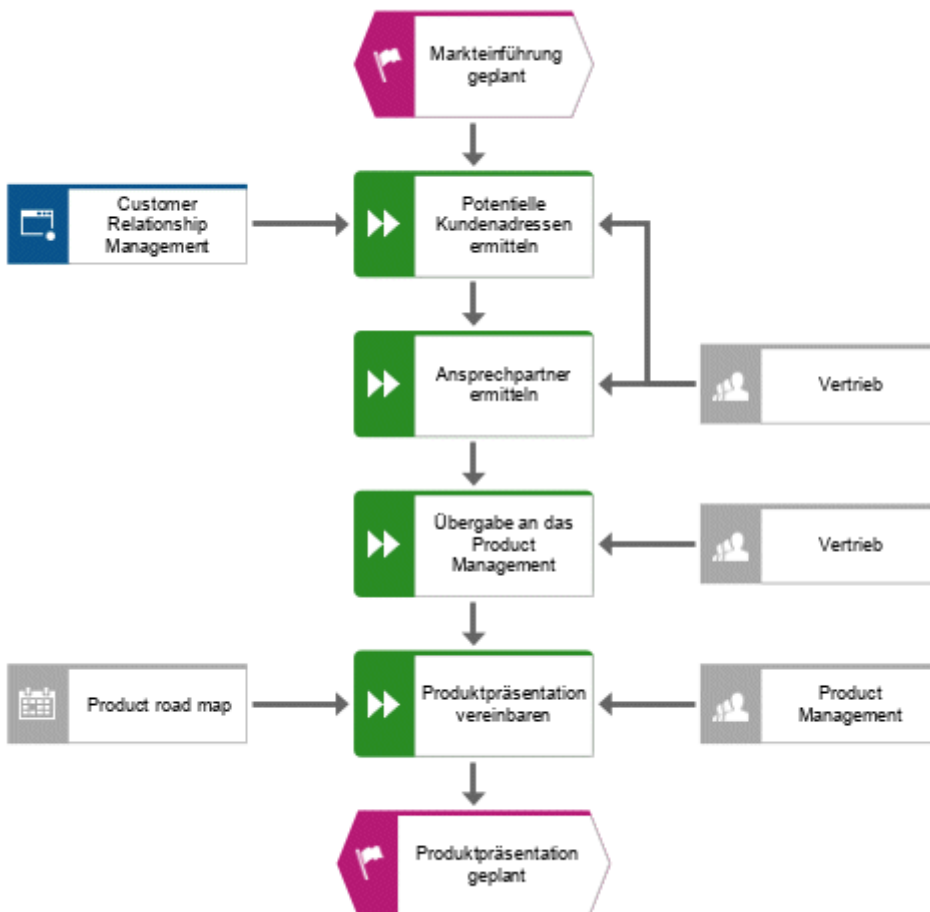 Markteinführung
geplant
Customer
Relationship
Management
Potentielle
Kundenadressen
ermitteln
Ansprechpartner
ermitteln
Vertrieb
Übergabe an das
Product
Management
Vertrieb
Product road map
Produktpräsentation
vereinbaren
Product
Management
Produktpräsentation
geplant